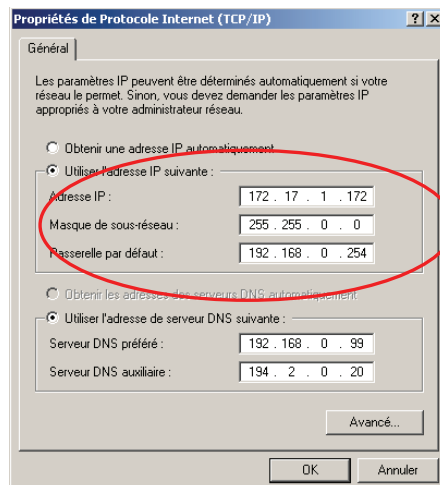 Propriétés de Protocole Internet (TCP/IP)
Général
Les paramètres IP peuvent être déterminés automatiquement si votre
réseau le permet. Sinon, vous devez demander les paramètres IP
appropriés à votre administrateur réseau.
Obtenir une adresse IP automatiquement
Utiliser l'adresse IP suivante :
Adresse IP : 172 . 17 . 1 . 172
Masque de sous-réseau : 255 . 255 . 0 . 0
Passerelle par défaut : 192 . 168 . 0 . 254
Obtenir les adresses des serveurs DNS automatiquement
Utiliser l'adresse de serveur DNS suivante :
Serveur DNS préféré : 192 . 168 . 0 . 99
Serveur DNS auxiliaire : 194 . 2 . 0 . 20
Avancé...
OK Annuler